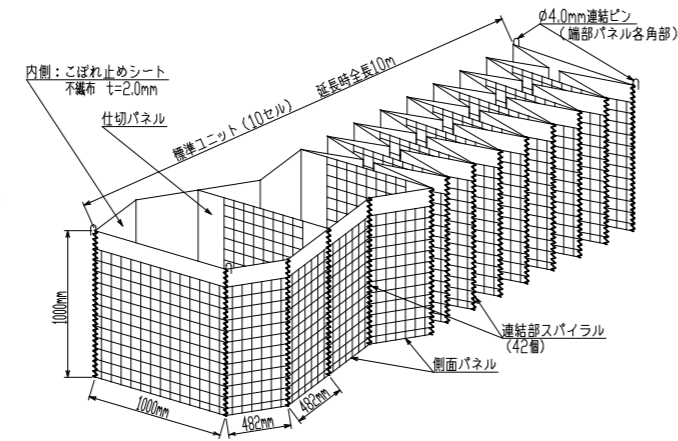 φ4.0mm連結ピン
(端部パネル各角部)
延長時全長10m
標準ユニット(10セル)
内側:こぼれ止めシート
不織布 t=2.0mm
仕切パネル
1000mm
1000mm
482mm
482mm
連結部スパイラル
(42個)
側面パネル